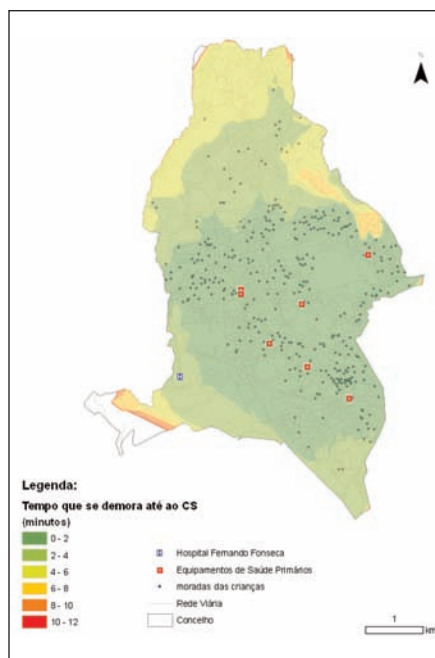 Legenda:
Tempo que se demora até ao CS
(minutos)
0 - 2
2 - 4
4 - 6
6 - 8
8 - 10
10 - 12
H Hospital Fernando Fonseca
Equipamentos de Saúde Primários
moradas das crianças
Rede Viária
Concelho
1
km